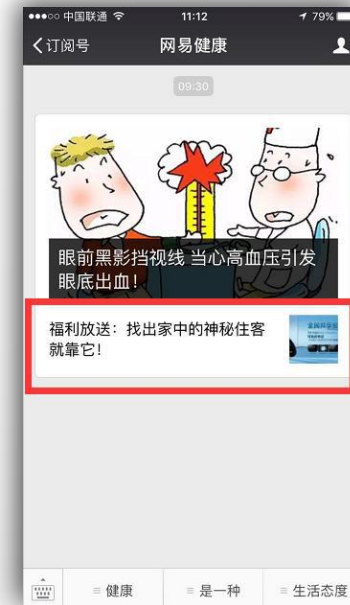 中国联通 11:12 79%
订阅号 网易健康
09:30
眼前黑影挡视线 当心高血压引发
眼底出血！
福利放送：找出家中的神秘住客
就靠它！
健康 是一种 生活态度